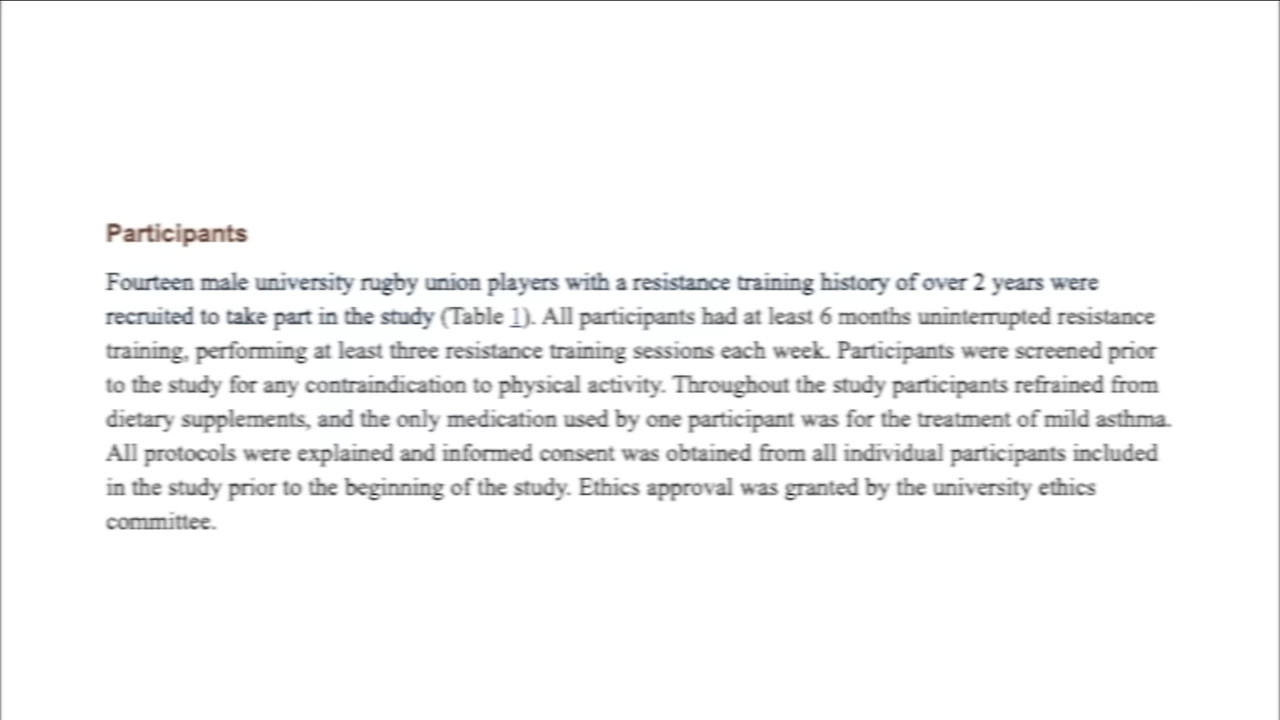 Participants
Fourteen male university rugby union players with a resistance training history of over 2 years were
recruited to take part in the study (Table 1). All participants had at least 6 months uninterrupted resistance
training, performing at least three resistance training sessions each week. Participants were screened prior
to the study for any contraindication to physical activity. Throughout the study participants refrained from
dietary supplements, and the only medication used by one participant was for the treatment of mild asthma.
All protocols were explained and informed consent was obtained from all individual participants included
in the study prior to the beginning of the study. Ethics approval was granted by the university ethics
committee.